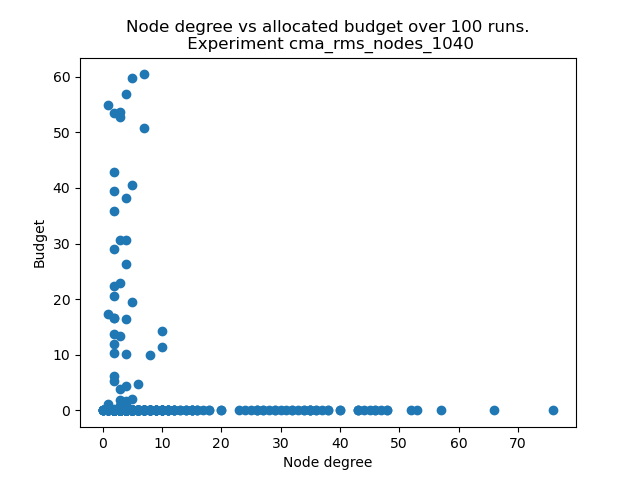 Node degree vs allocated budget over 100 runs.
Experiment cma_rms_nodes_1040
60
50
40
30
20
10
0
Budget
0 10 20 30 40 50 60 70
Node degree